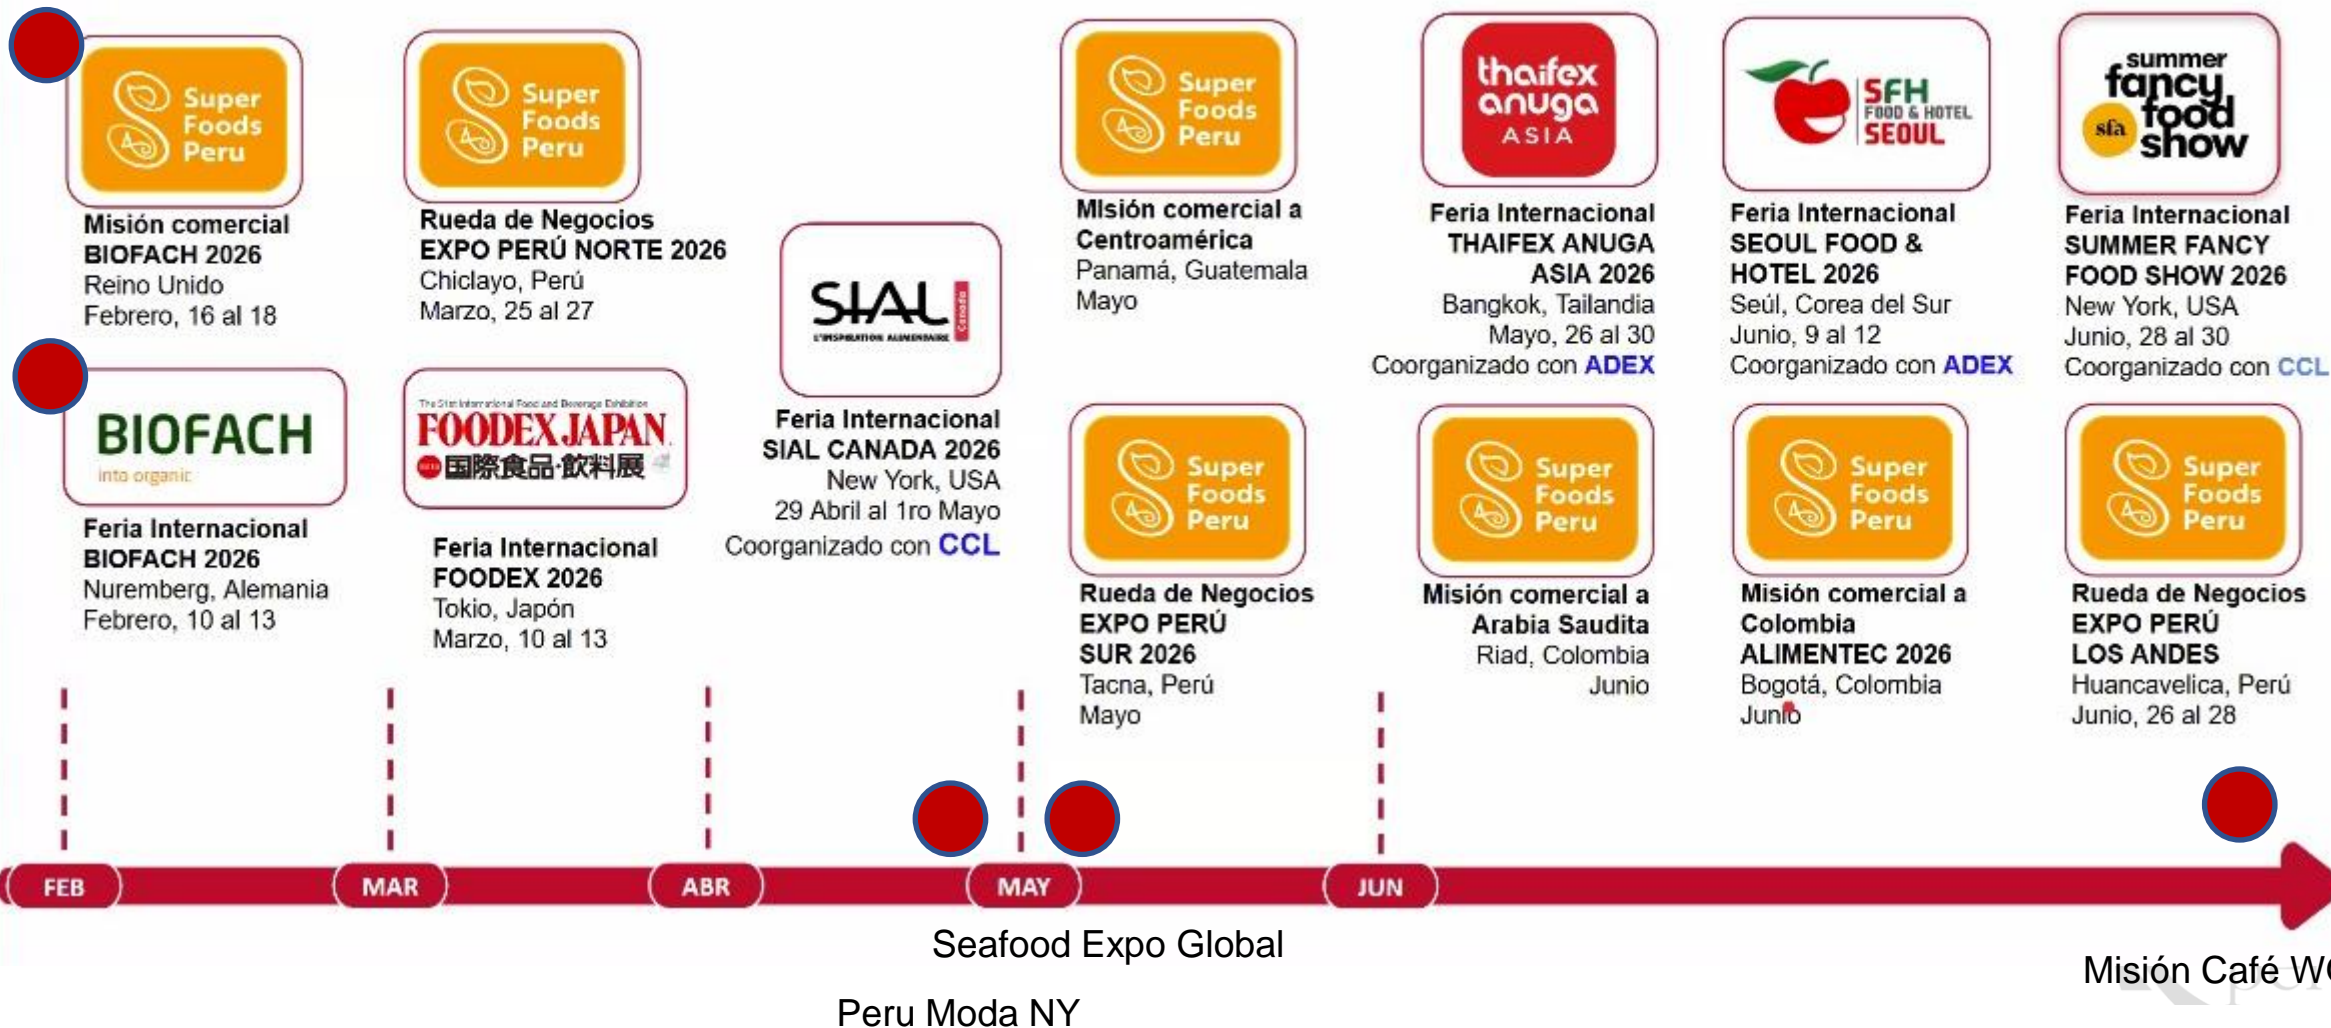 Super
Foods
Peru
Misión comercial
BIOFACH 2026
Reino Unido
Febrero, 16 al 18
BIOFACH
into organic
Feria Internacional
BIOFACH 2026
Nuremberg, Alemania
Febrero, 10 al 13
Super
Foods
Peru
Rueda de Negocios
EXPO PERÚ NORTE 2026
Chiclayo, Perú
Marzo, 25 al 27
The 51st International Food and Beverage Exhibition
FOODEX JAPAN
国際食品・飲料展
Feria Internacional
FOODEX 2026
Tokio, Japón
Marzo, 10 al 13
SIAL
Canada
L'INSPIRATION ALIMENTAIRE
Feria Internacional
SIAL CANADA 2026
New York, USA
29 Abril al 1ro Mayo
Coorganizado con CCL
Super
Foods
Peru
MIsión comercial a
Centroamérica
Panamá, Guatemala
Mayo
Super
Foods
Peru
Rueda de Negocios
EXPO PERÚ
SUR 2026
Tacna, Perú
Mayo
thaifex
anuga
ASIA
Feria Internacional
THAIFEX ANUGA
ASIA 2026
Bangkok, Tailandia
Mayo, 26 al 30
Coorganizado con ADEX
Super
Foods
Peru
Misión comercial a
Arabia Saudita
Riad, Colombia
Junio
SFH
FOOD & HOTEL
SEOUL
Feria Internacional
SEOUL FOOD &
HOTEL 2026
Seúl, Corea del Sur
Junio, 9 al 12
Coorganizado con ADEX
Super
Foods
Peru
Misión comercial a
Colombia
ALIMENTEC 2026
Bogotá, Colombia
Junio
summer
fancy
food
show
sfa
Feria Internacional
SUMMER FANCY
FOOD SHOW 2026
New York, USA
Junio, 28 al 30
Coorganizado con CCL
Super
Foods
Peru
Rueda de Negocios
EXPO PERÚ
LOS ANDES
Huancavelica, Perú
Junio, 26 al 28
FEB
MAR
ABR
MAY
JUN
Seafood Expo Global
Misión Café
Peru Moda NY